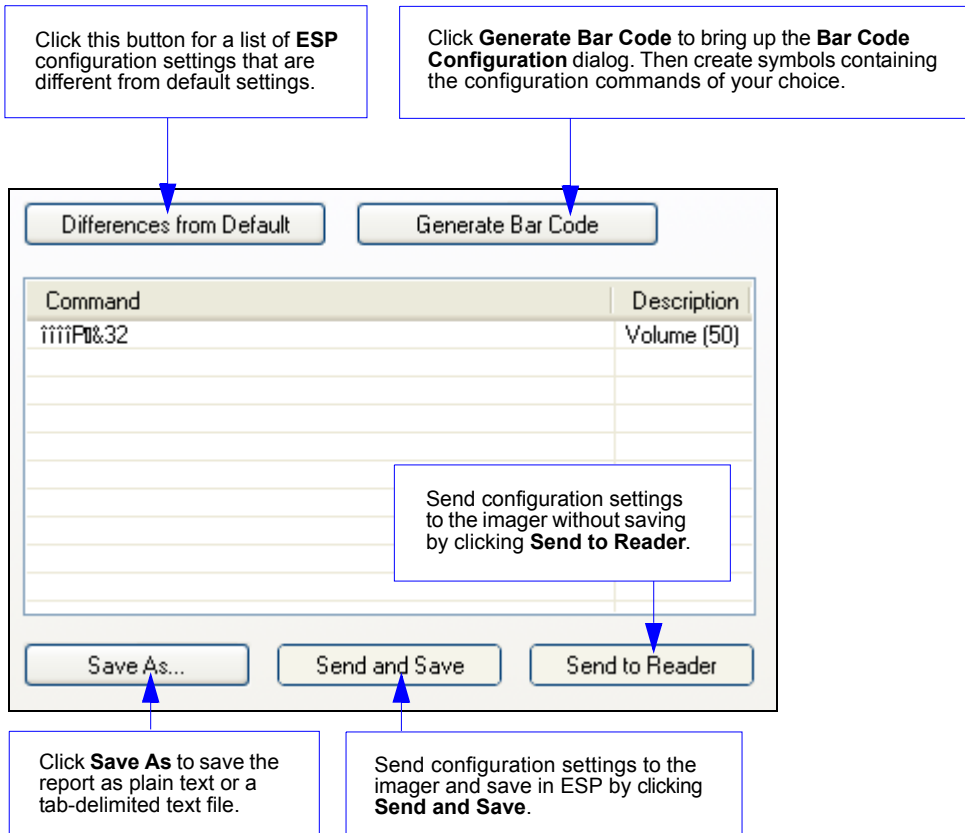 Click this button for a list of ESP
configuration settings that are
different from default settings.
Click Generate Bar Code to bring up the Bar Code
Configuration dialog. Then create symbols containing
the configuration commands of your choice.
Differences from Default
Generate Bar Code
Command
Description
Volume (50)
Send configuration settings
to the imager without saving
by clicking Send to Reader.
Save As...
Send and Save
Send to Reader
Click Save As to save the
report as plain text or a
tab-delimited text file.
Send configuration settings to the
imager and save in ESP by clicking
Send and Save.